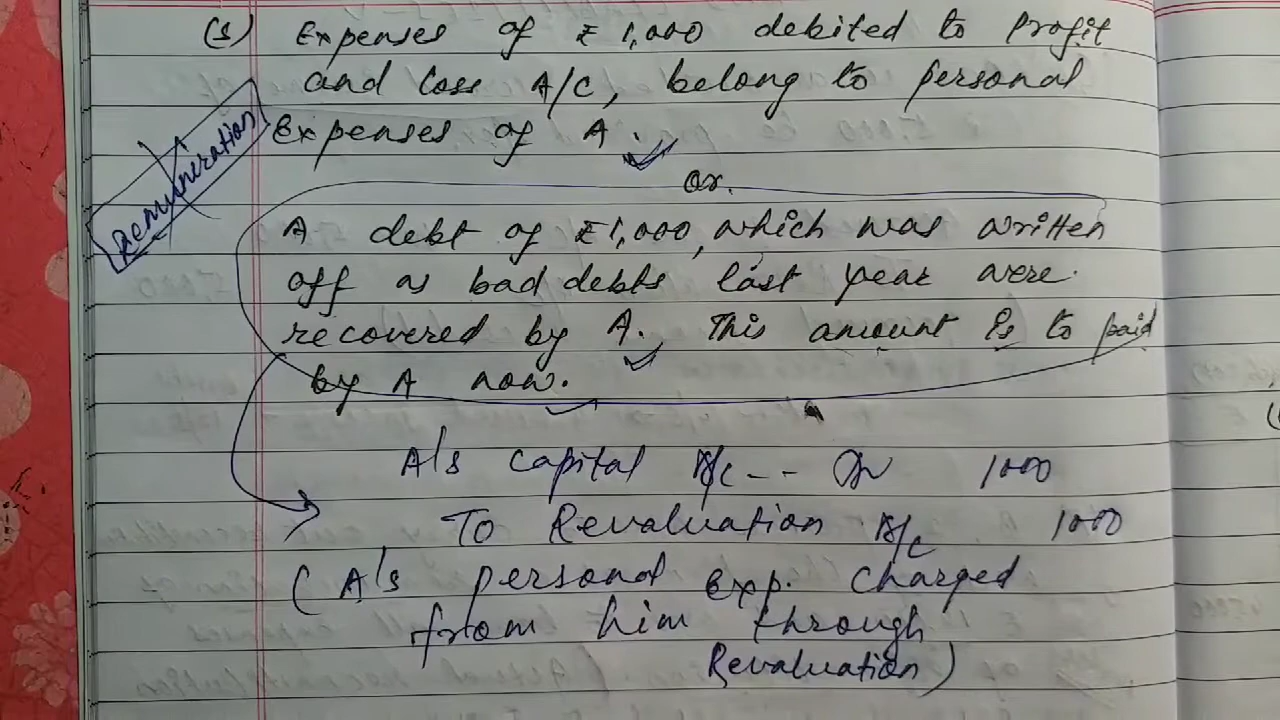 (s) Expenses of ₹1,000 debited to Profit
and loss A/C, belong to personal
Expenses of A.
Remuneration
or.
A debt of ₹1,000, which was written
off as bad debts last year were
recovered by A. This amount is to paid
by A now.
A's capital A/c -- Dr 1000
To Revaluation A/c 1000
(A's personal exp. charged
from him through
Revaluation)